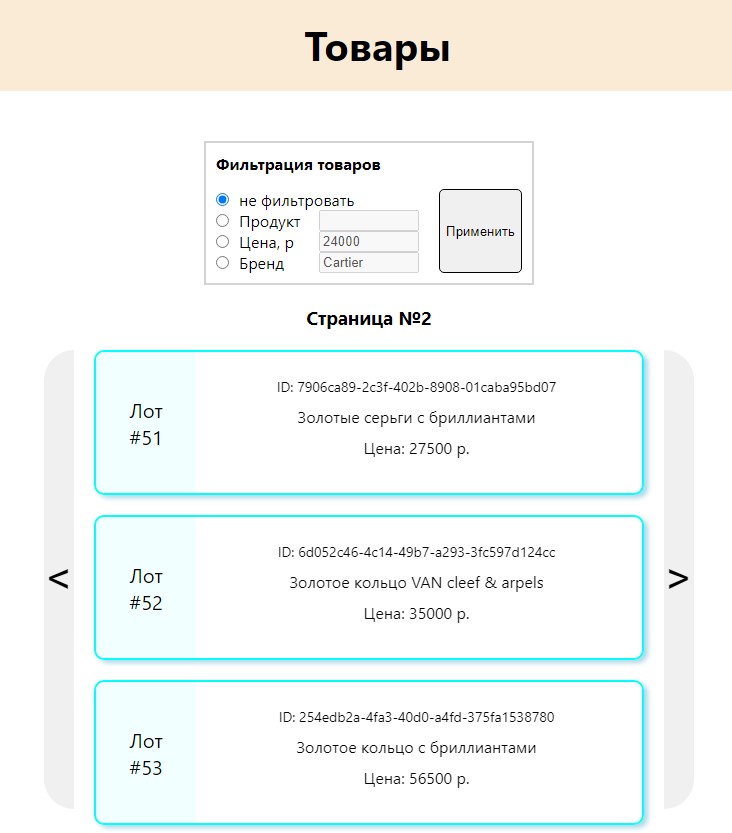 Товары
Фильтрация товаров
не фильтровать
Продукт
Цена, р 24000
Бренд Cartier
Применить
Страница №2
<
>
Лот
#51
ID: 7906ca89-2c3f-402b-8908-01caba95bd07
Золотые серьги с бриллиантами
Цена: 27500 р.
Лот
#52
ID: 6d052c46-4c14-49b7-a293-3fc597d124cc
Золотое кольцо VAN cleef & arpels
Цена: 35000 р.
Лот
#53
ID: 254edb2a-4fa3-40d0-a4fd-375fa1538780
Золотое кольцо с бриллиантами
Цена: 56500 р.